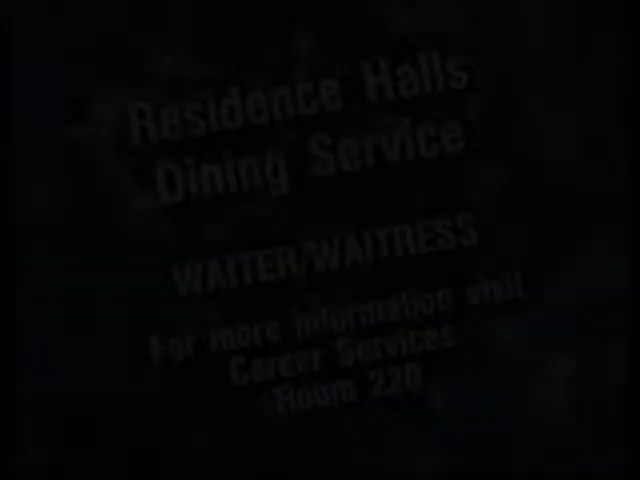 Residence Halls
Dining Service
WAITER/WAITRESS
For more information visit
Career Services
Room 220